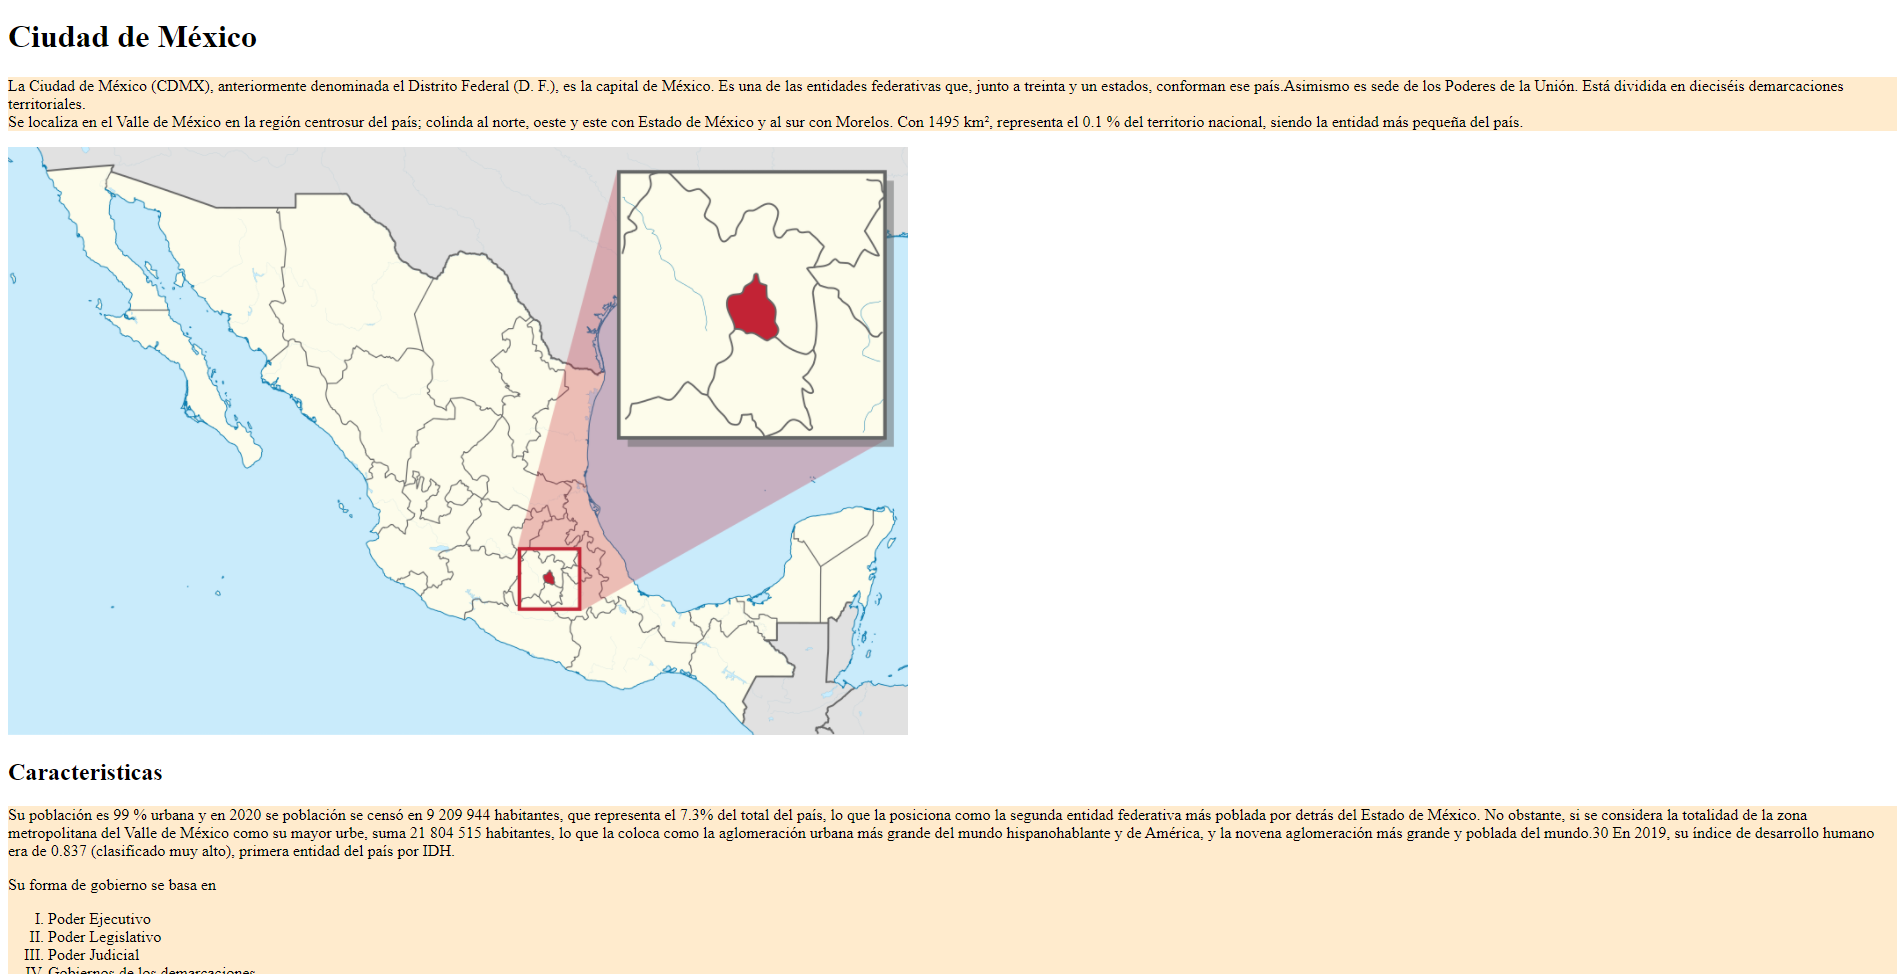 Ciudad de México
La Ciudad de México (CDMX), anteriormente denominada el Distrito Federal (D. F.), es la capital de México. Es una de las entidades federativas que, junto a treinta y un estados, conforman ese país.Asimismo es sede de los Poderes de la Unión. Está dividida en dieciséis demarcaciones
territoriales.
Se localiza en el Valle de México en la región centrosur del país; colinda al norte, oeste y este con Estado de México y al sur con Morelos. Con 1495 km², representa el 0.1 % del territorio nacional, siendo la entidad más pequeña del país.
Caracteristicas
Su población es 99 % urbana y en 2020 se población se censó en 9 209 944 habitantes, que representa el 7.3% del total del país, lo que la posiciona como la segunda entidad federativa más poblada por detrás del Estado de México. No obstante, si se considera la totalidad de la zona
metropolitana del Valle de México como su mayor urbe, suma 21 804 515 habitantes, lo que la coloca como la aglomeración urbana más grande del mundo hispanohablante y de América, y la novena aglomeración más grande y poblada del mundo.30 En 2019, su índice de desarrollo humano
era de 0.837 (clasificado muy alto), primera entidad del país por IDH.
Su forma de gobierno se basa en
I. Poder Ejecutivo
II. Poder Legislativo
III. Poder Judicial
IV. Gobiernos de los demarcaciones